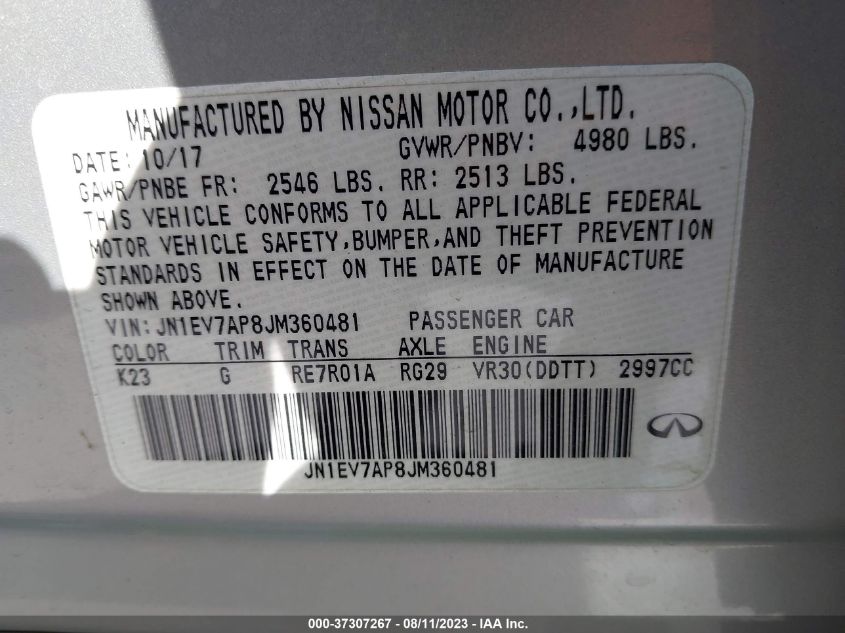 MANUFACTURED BY NISSAN MOTOR CO.,LTD.
DATE: 10/17 GVWR/PNBV: 4980 LBS.
GAWR/PNBE FR: 2546 LBS. RR: 2513 LBS.
THIS VEHICLE CONFORMS TO ALL APPLICABLE FEDERAL
MOTOR VEHICLE SAFETY,BUMPER,AND THEFT PREVENTION
STANDARDS IN EFFECT ON THE DATE OF MANUFACTURE
SHOWN ABOVE.
VIN:JN1EV7AP8JM360481 PASSENGER CAR
COLOR TRIM TRANS AXLE ENGINE
K23 G RE7R01A RG29 VR30(DDTT) 2997CC
JN1EV7AP8JM360481
000-37307267 - 08/11/2023 - VA, INC.